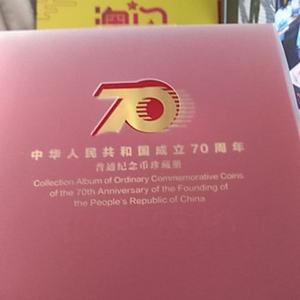 70
中华人民共和国成立70周年
普通纪念币珍藏册
Collection Album of Ordinary Commemorative Coins
of the 70th Anniversary of the Founding of
the People's Republic of China